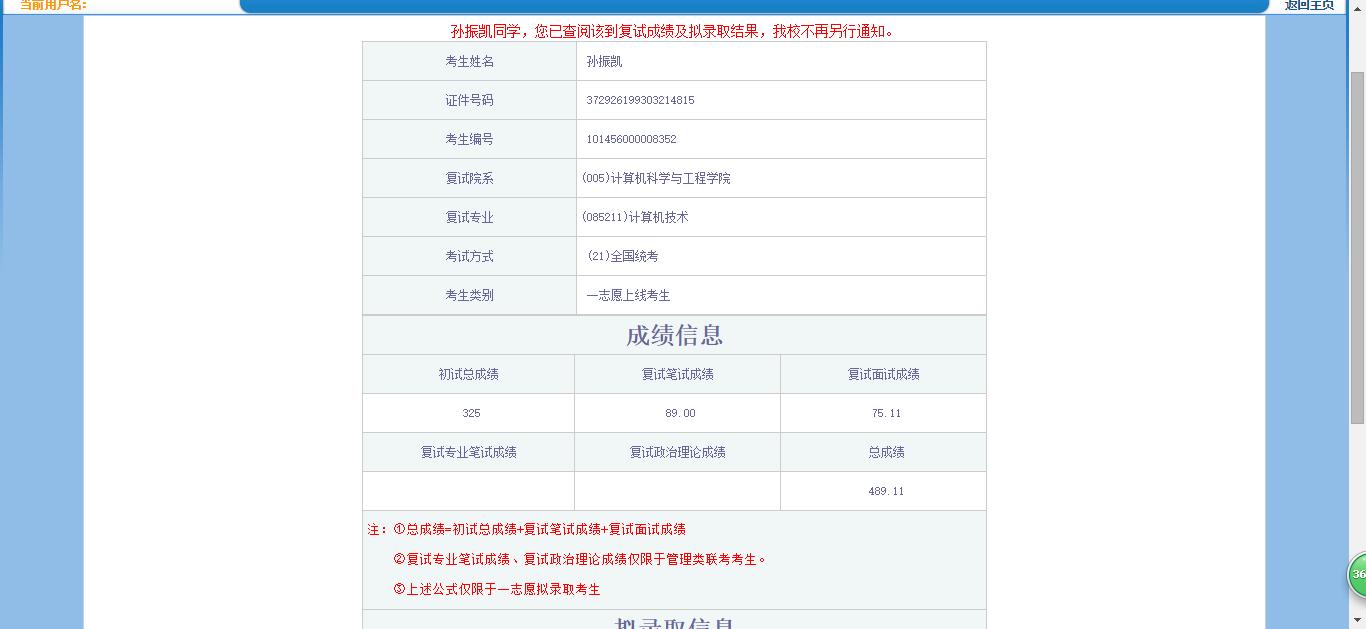 当前用户名:
返回主页
孙振凯同学，您已查阅该到复试成绩及拟录取结果，我校不再另行通知。
考生姓名 孙振凯
证件号码 372926199303214815
考生编号 101456000008352
复试院系 (005)计算机科学与工程学院
复试专业 (085211)计算机技术
考试方式 (21)全国统考
考生类别 一志愿上线考生
成绩信息
初试总成绩 复试笔试成绩 复试面试成绩
325 89.00 75.11
复试专业笔试成绩 复试政治理论成绩 总成绩
489.11
注：①总成绩=初试总成绩+复试笔试成绩+复试面试成绩
②复试专业笔试成绩、复试政治理论成绩仅限于管理类联考考生。
③上述公式仅限于一志愿拟录取考生
拟录取信息
36